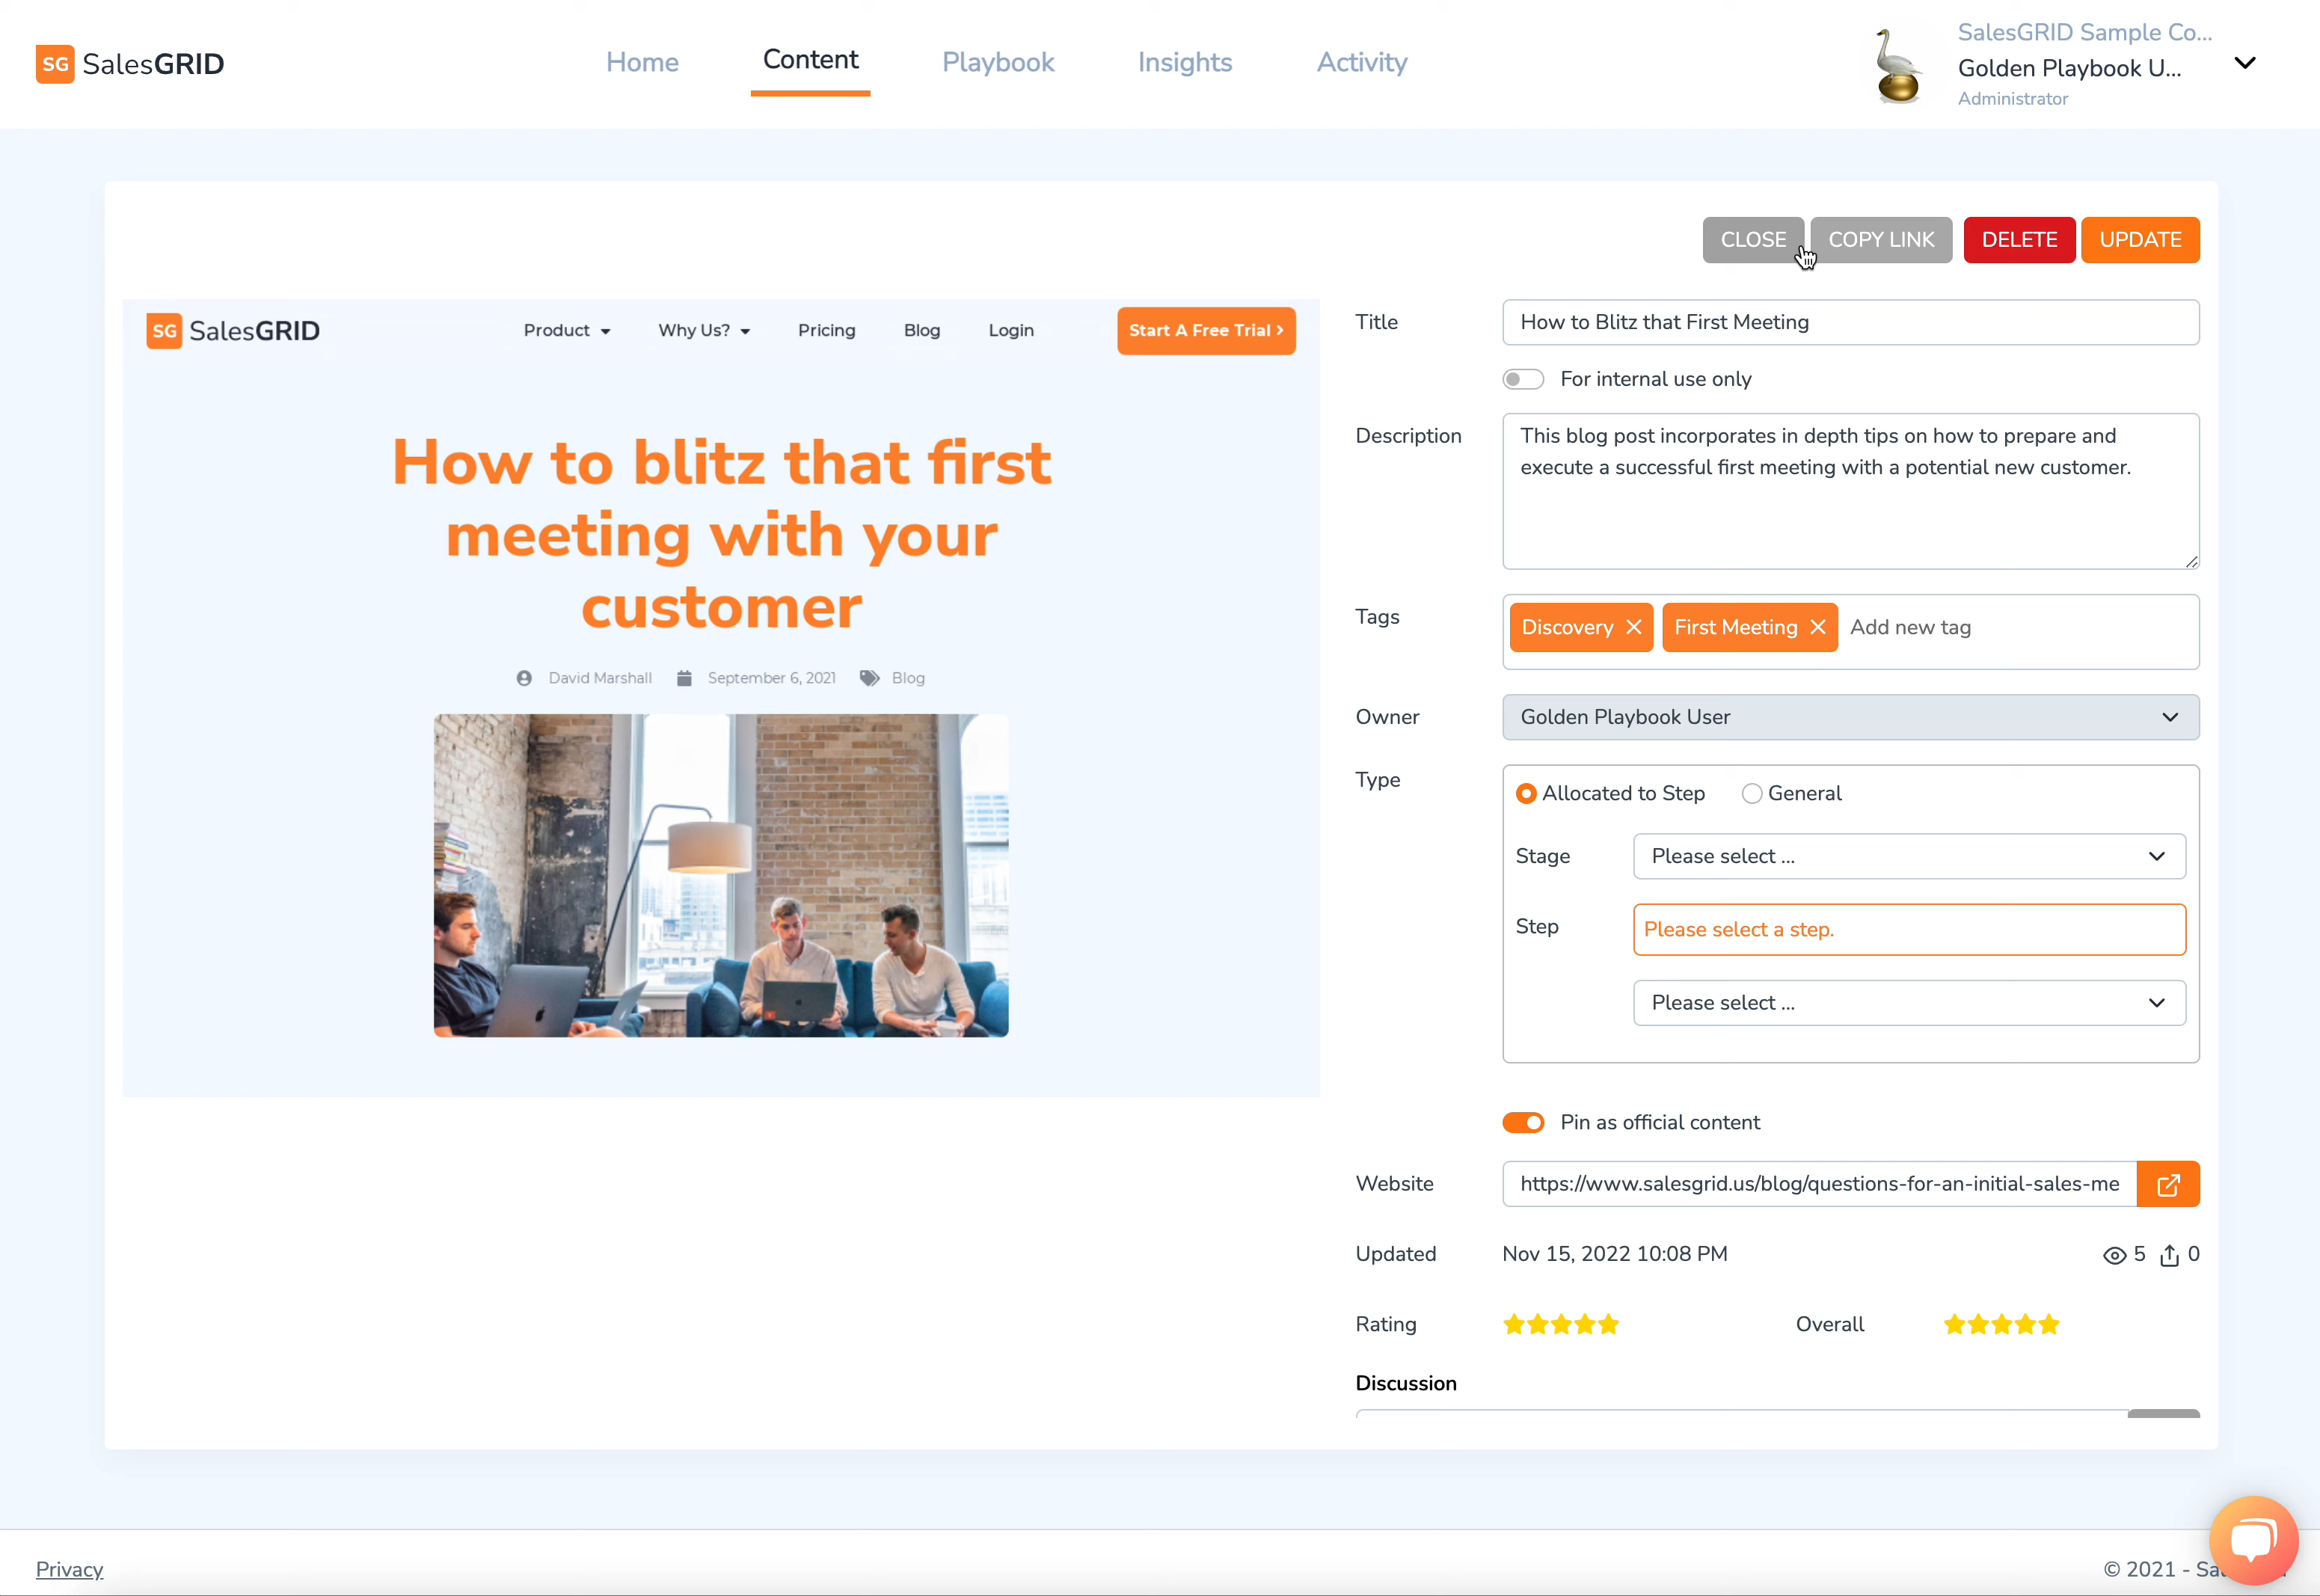 SG SalesGRID
Home
Content
Playbook
Insights
Activity
SalesGRID Sample Co...
Golden Playbook U...
Administrator
CLOSE
COPY LINK
DELETE
UPDATE
SG SalesGRID
Product
Why Us?
Pricing
Blog
Login
Start A Free Trial ›
How to blitz that first
meeting with your
customer
David Marshall
September 6, 2021
Blog
Title
How to Blitz that First Meeting
For internal use only
Description
This blog post incorporates in depth tips on how to prepare and
execute a successful first meeting with a potential new customer.
Tags
Discovery
First Meeting
Add new tag
Owner
Golden Playbook User
Type
Allocated to Step
General
Stage
Please select ...
Step
Please select a step.
Please select ...
Pin as official content
Website
https://www.salesgrid.us/blog/questions-for-an-initial-sales-me
Updated
Nov 15, 2022 10:08 PM
5
0
Rating
Overall
Discussion
Privacy
© 2021 -